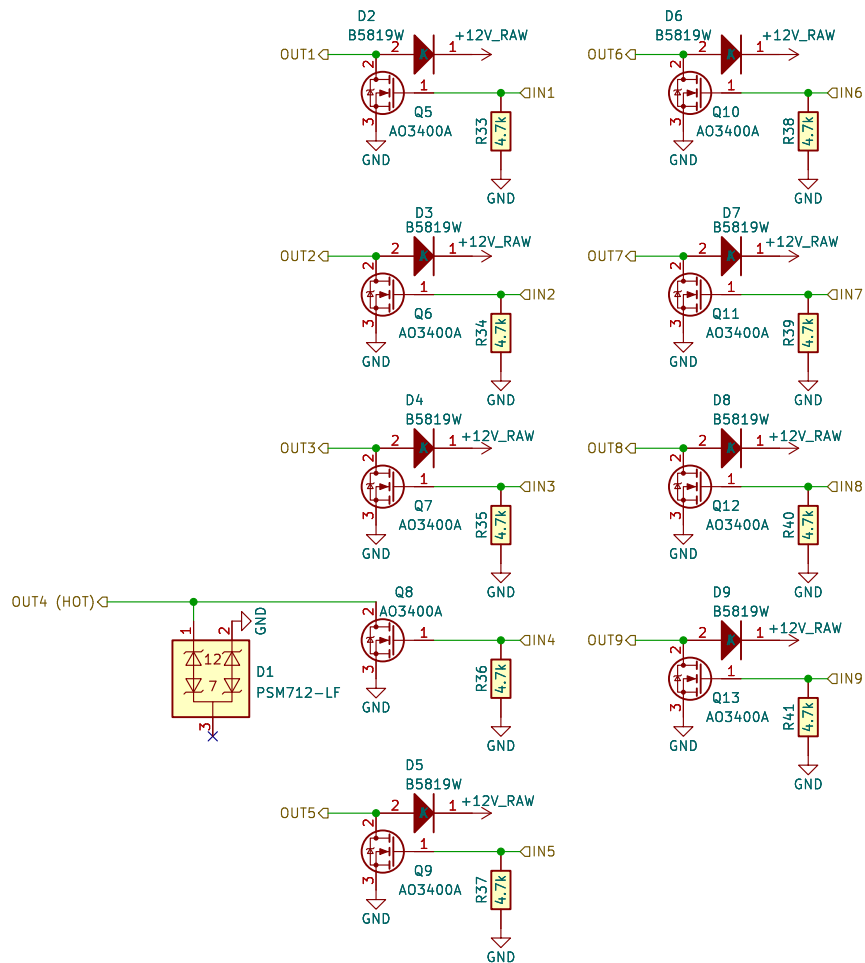 D2
B5819W
OUT1
2
1
+12V_RAW
2
1
IN1
Q5
AO3400A
3
R33
4.7k
GND
GND
D6
B5819W
OUT6
2
1
+12V_RAW
2
1
IN6
Q10
AO3400A
3
R38
4.7k
GND
GND
D3
B5819W
OUT2
2
1
+12V_RAW
2
1
IN2
Q6
AO3400A
3
R34
4.7k
GND
GND
D7
B5819W
OUT7
2
1
+12V_RAW
2
1
IN7
Q11
AO3400A
3
R39
4.7k
GND
GND
D4
B5819W
OUT3
2
1
+12V_RAW
2
1
IN3
Q7
AO3400A
3
R35
4.7k
GND
GND
D8
B5819W
OUT8
2
1
+12V_RAW
2
1
IN8
Q12
AO3400A
3
R40
4.7k
GND
GND
OUT4 (HOT)
Q8
AO3400A
2
1
IN4
3
R36
4.7k
GND
GND
1
2
GND
12
7
D1
PSM712-LF
3
D9
B5819W
OUT9
2
1
+12V_RAW
2
1
IN9
Q13
AO3400A
3
R41
4.7k
GND
GND
D5
B5819W
OUT5
2
1
+12V_RAW
2
1
IN5
Q9
AO3400A
3
R37
4.7k
GND
GND